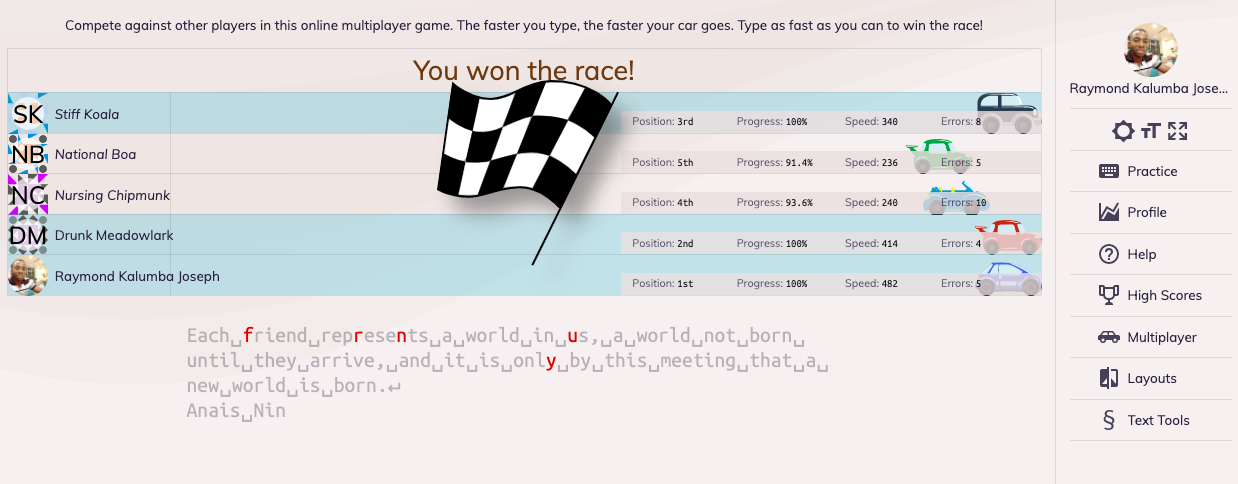 Compete against other players in this online multiplayer game. The faster you type, the faster your car goes. Type as fast as you can to win the race!
You won the race!
SK Stiff Koala Position: 3rd Progress: 100% Speed: 340 Errors: 8
NB National Boa Position: 5th Progress: 91.4% Speed: 236 Errors: 5
NC Nursing Chipmunk Position: 4th Progress: 93.6% Speed: 240 Errors: 10
DM Drunk Meadowlark Position: 2nd Progress: 100% Speed: 414 Errors: 4
Raymond Kalumba Joseph Position: 1st Progress: 100% Speed: 482 Errors: 5
Each␣friend␣represents␣a␣world␣in␣us,␣a␣world␣not␣born␣
until␣they␣arrive,␣and␣it␣is␣only␣by␣this␣meeting␣that␣a␣
new␣world␣is␣born.↵
Anais␣Nin
Raymond Kalumba Jose...
Practice
Profile
Help
High Scores
Multiplayer
Layouts
§ Text Tools